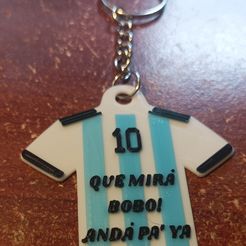 10
QUE MIRÁ
BOBO!
ANDÁ PA' YA